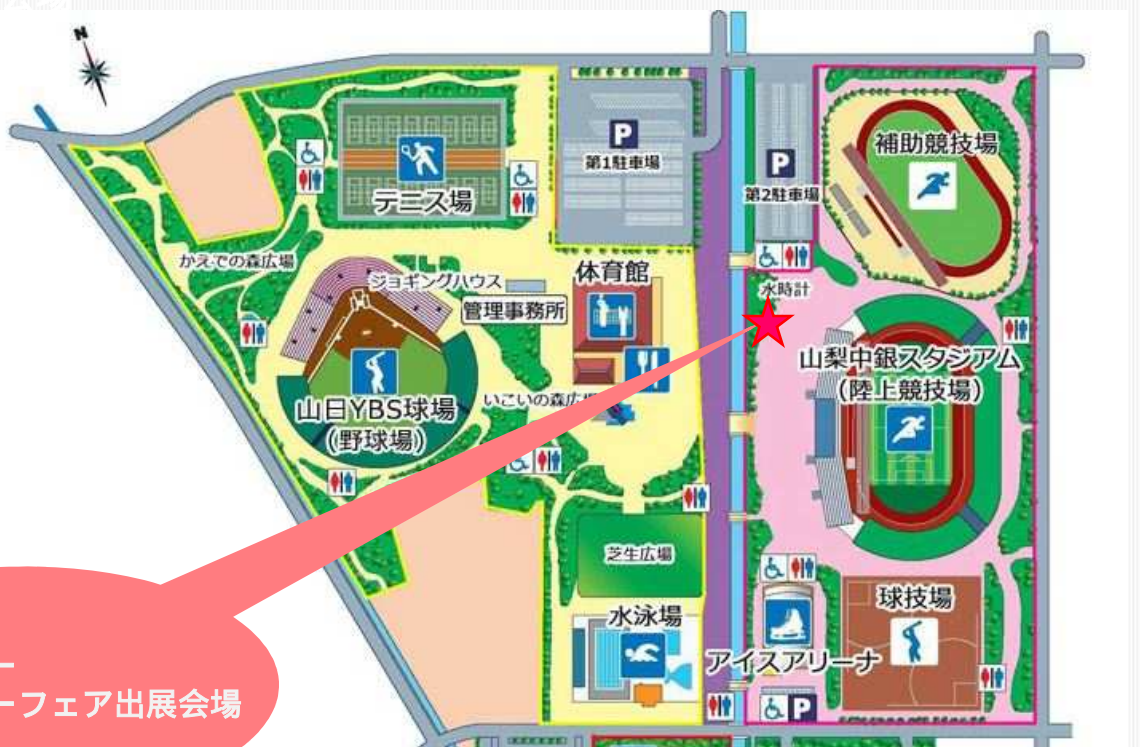 N
P
第1駐車場
P
第2駐車場
補助競技場
テニス場
かえでの森広場
ジョギングハウス
管理事務所
体育館
水時計
山梨中銀スタジアム
(陸上競技場)
山日YBS球場
(野球場)
いこいの森広場
芝生広場
水泳場
球技場
アイスアリーナ
P
ーフェア出展会場